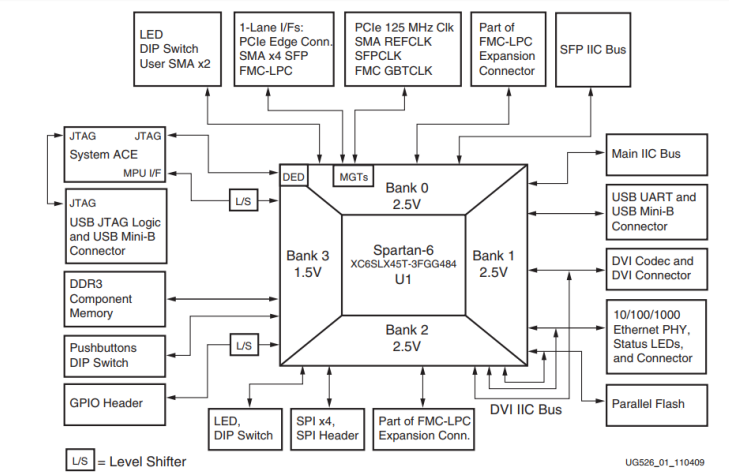 LED
DIP Switch
User SMA x2
1-Lane I/Fs:
PCIe Edge Conn.
SMA x4 SFP
FMC-LPC
PCIe 125 MHz Clk
SMA REFCLK
SFPCLK
FMC GBTCLK
Part of
FMC-LPC
Expansion
Connector
SFP IIC Bus
JTAG JTAG
System ACE
MPU I/F
L/S
JTAG
USB JTAG Logic
and USB Mini-B
Connector
DDR3
Component
Memory
Pushbuttons
DIP Switch
L/S
GPIO Header
DED
MGTs
Bank 0
2.5V
Bank 3
1.5V
Spartan-6
XC6SLX45T-3FGG484
U1
Bank 1
2.5V
Bank 2
2.5V
Main IIC Bus
USB UART and
USB Mini-B
Connector
DVI Codec and
DVI Connector
10/100/1000
Ethernet PHY,
Status LEDs,
and Connector
Parallel Flash
DVI IIC Bus
LED,
DIP Switch
SPI x4,
SPI Header
Part of FMC-LPC
Expansion Conn.
L/S = Level Shifter
UG526_01_110409